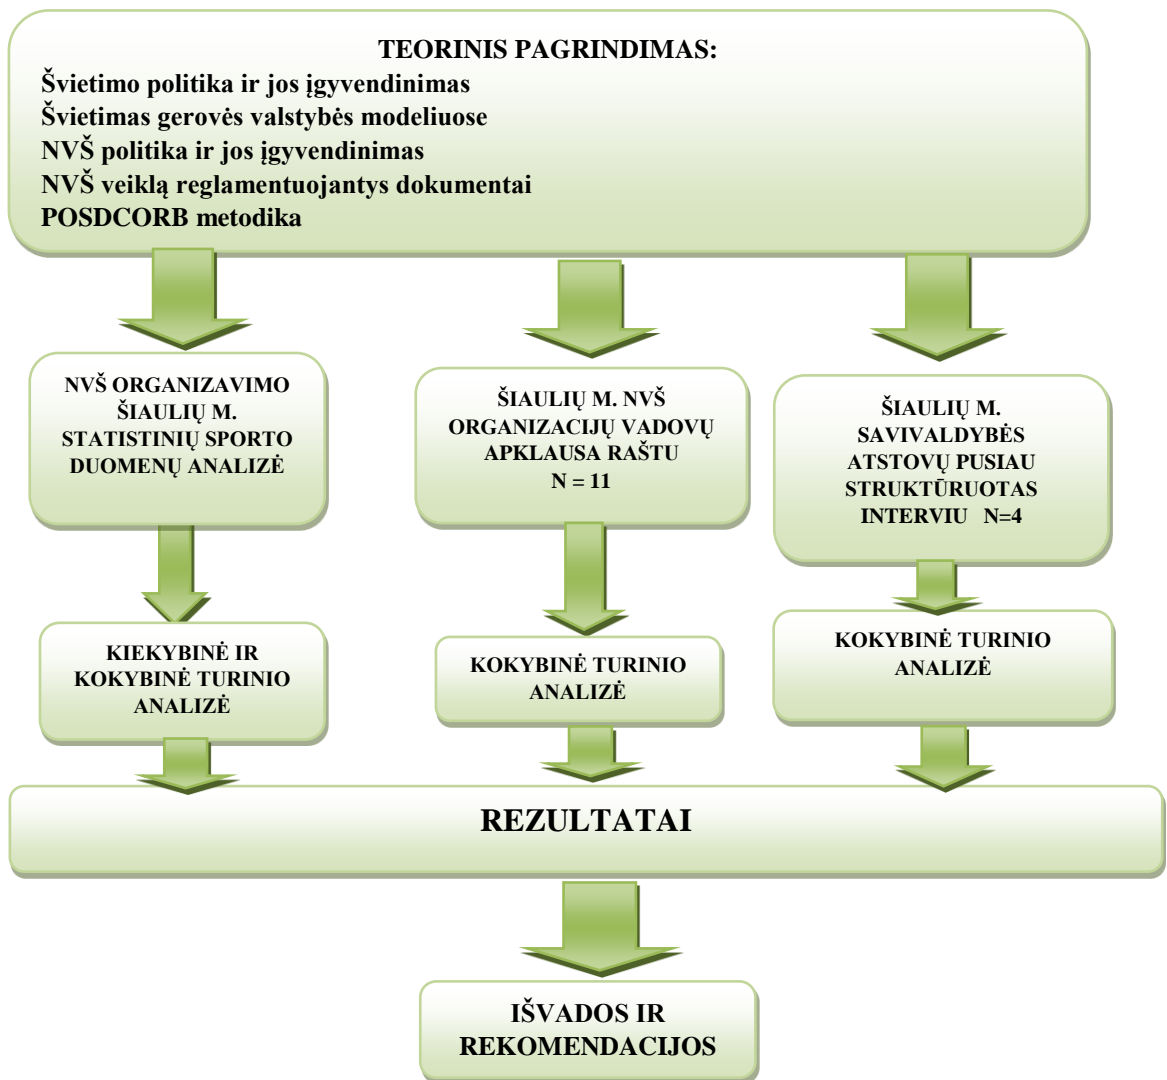 TEORINIS PAGRINDIMAS:
Švietimo politika ir jos įgyvendinimas
Švietimas gerovės valstybės modeliuose
NVŠ politika ir jos įgyvendinimas
NVŠ veiklą reglamentuojantys dokumentai
POSDCORB metodika
NVŠ ORGANIZAVIMO
ŠIAULIŲ M.
STATISTINIŲ SPORTO
DUOMENŲ ANALIZĖ
ŠIAULIŲ M. NVŠ
ORGANIZACIJŲ VADOVŲ
APKLAUSA RAŠTU
N = 11
ŠIAULIŲ M.
SAVIVALDYBĖS
ATSTOVŲ PUSIAU
STRUKTŪRUOTAS
INTERVIU N=4
KIEKYBINĖ IR
KOKYBINĖ TURINIO
ANALIZĖ
KOKYBINĖ TURINIO
ANALIZĖ
KOKYBINĖ TURINIO
ANALIZĖ
REZULTATAI
IŠVADOS IR
REKOMENDACIJOS